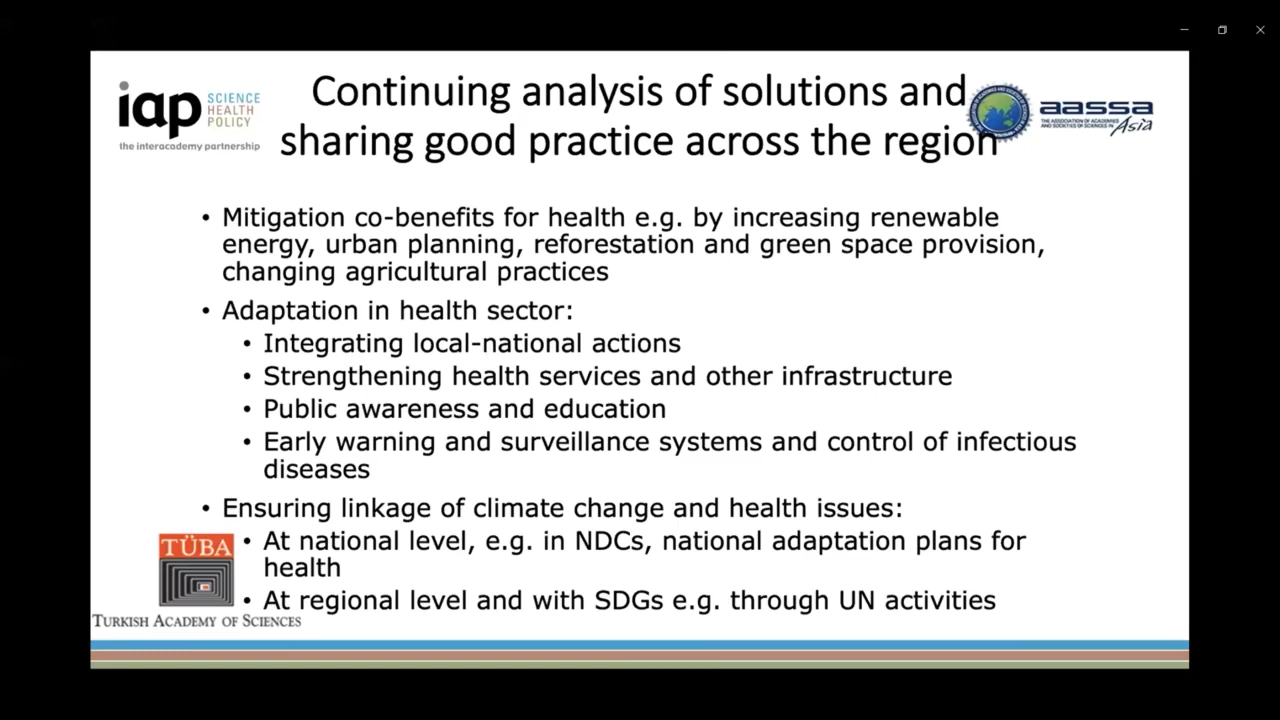 iap SCIENCE
HEALTH
POLICY
the interacademy partnership
Continuing analysis of solutions and
sharing good practice across the region
aassa
THE ASSOCIATION OF ACADEMIES
AND SOCIETIES OF SCIENCES IN Asia
• Mitigation co-benefits for health e.g. by increasing renewable
energy, urban planning, reforestation and green space provision,
changing agricultural practices
• Adaptation in health sector:
• Integrating local-national actions
• Strengthening health services and other infrastructure
• Public awareness and education
• Early warning and surveillance systems and control of infectious
diseases
• Ensuring linkage of climate change and health issues:
• At national level, e.g. in NDCs, national adaptation plans for
health
• At regional level and with SDGs e.g. through UN activities
TÜBA
TURKISH ACADEMY OF SCIENCES